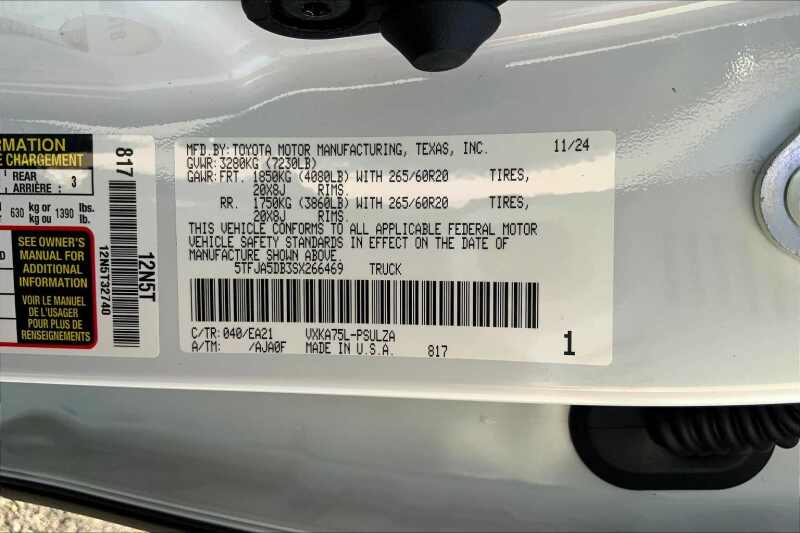 MFD.BY:TOYOTA MOTOR MANUFACTURING, TEXAS, INC. 11/24
GVWR:3280KG (7230LB)
GAWR:FRT. 1850KG (4080LB) WITH 265/60R20 TIRES,
20X8J RIMS.
RR. 1750KG (3860LB) WITH 265/60R20 TIRES,
20X8J RIMS.
THIS VEHICLE CONFORMS TO ALL APPLICABLE FEDERAL MOTOR
VEHICLE SAFETY STANDARDS IN EFFECT ON THE DATE OF
MANUFACTURE SHOWN ABOVE.
5TFJA5DB3SX266469 TRUCK
C/TR: 040/EA21 VXKA75L-PSULZA
A/TM: /AJA0F MADE IN U.S.A. 817 1
E CHARGEMENT
REAR
ARRIÈRE : 3
630 kg or 1390 lbs.
kg ou lb.
SEE OWNER'S
MANUAL FOR
ADDITIONAL
INFORMATION
VOIR LE MANUEL
DE L'USAGER
POUR PLUS DE
RENSEIGNEMENTS
817
12N5T
12N5T32740